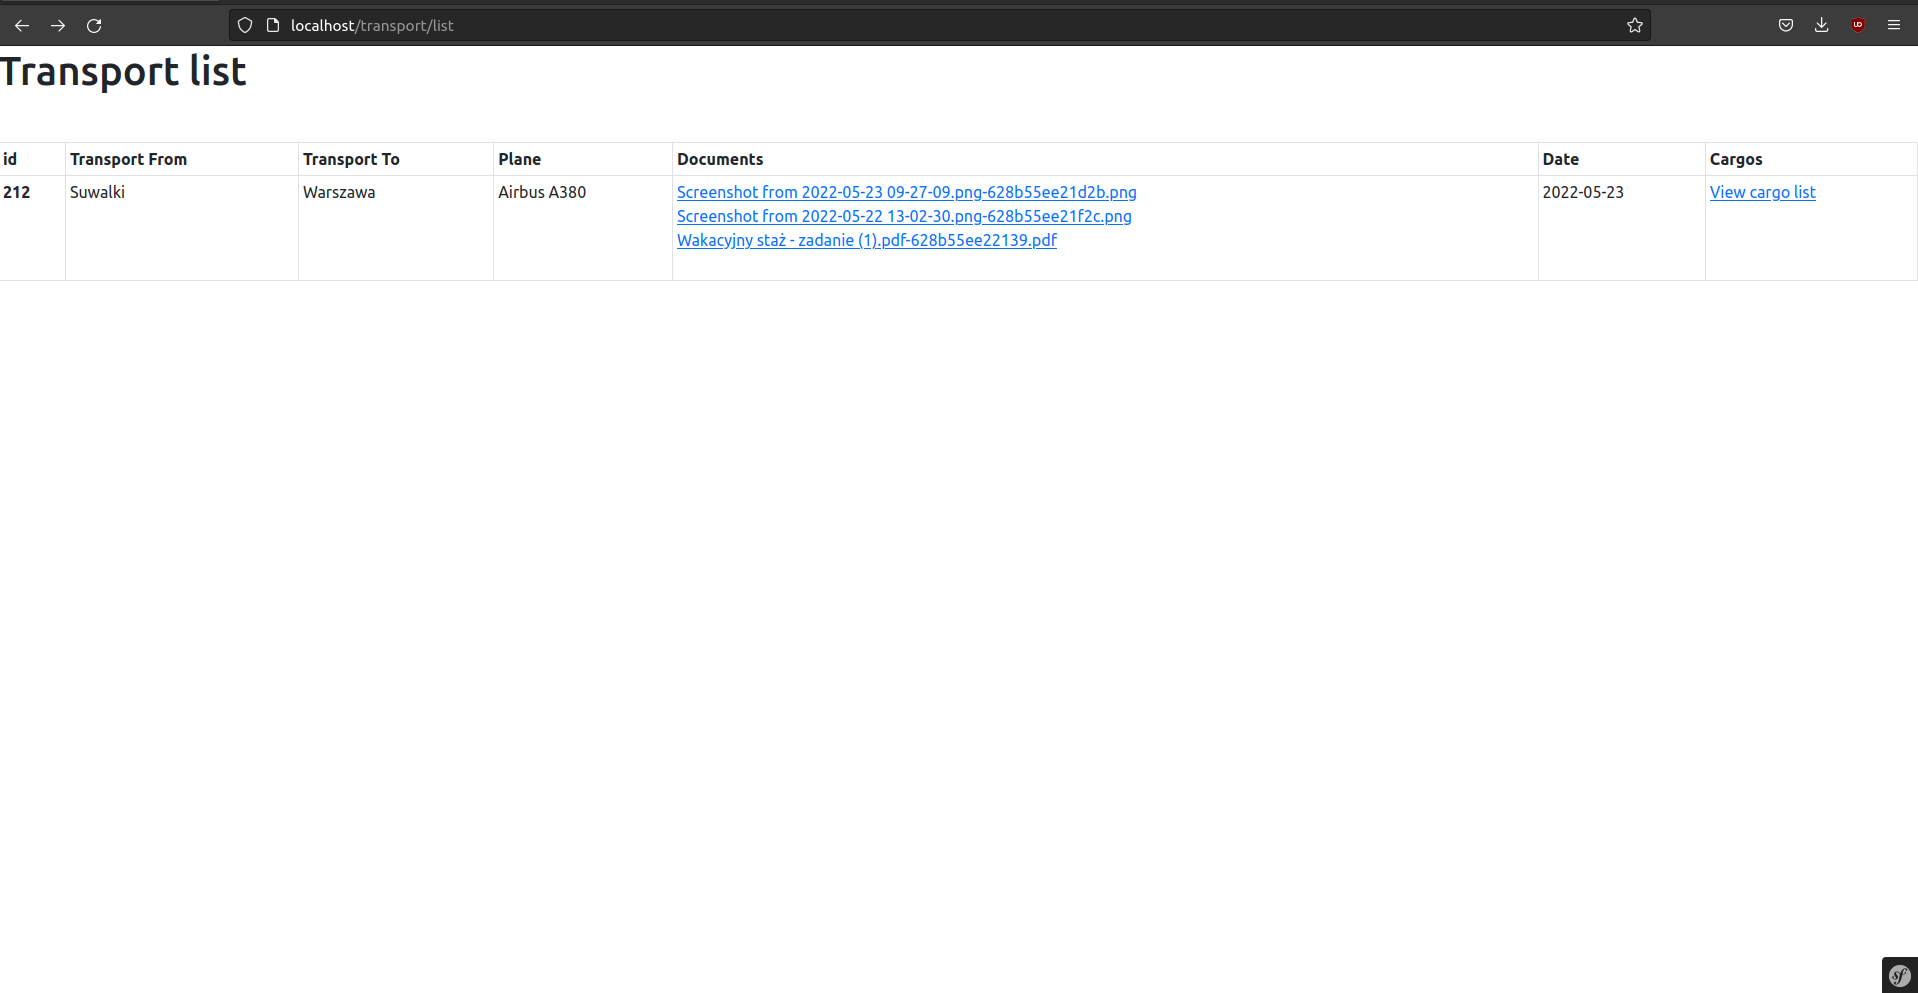 localhost/transport/list
Transport list
id Transport From Transport To Plane Documents Date Cargos
212 Suwalki Warszawa Airbus A380 Screenshot from 2022-05-23 09-27-09.png-628b55ee21d2b.png 2022-05-23 View cargo list
Screenshot from 2022-05-22 13-02-30.png-628b55ee21f2c.png
Wakacyjny staż - zadanie (1).pdf-628b55ee22139.pdf
sf